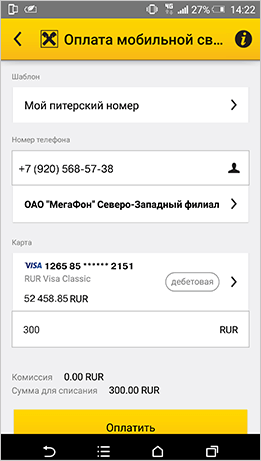 4G 27% 14:22
Оплата мобильной св...
Шаблон
Мой питерский номер
Номер телефона
+7 (920) 568-57-38
ОАО "МегаФон" Северо-Западный филиал
Карта
VISA 1265 85 ****** 2151
RUR Visa Classic
дебетовая
52 458.85 RUR
300 RUR
Комиссия 0.00 RUR
Сумма для списания 300.00 RUR
Оплатить